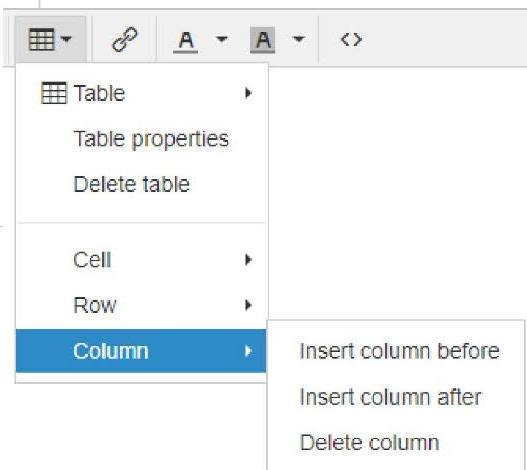 A A <>
Table
Table properties
Delete table
Cell
Row
Column
Insert column before
Insert column after
Delete column